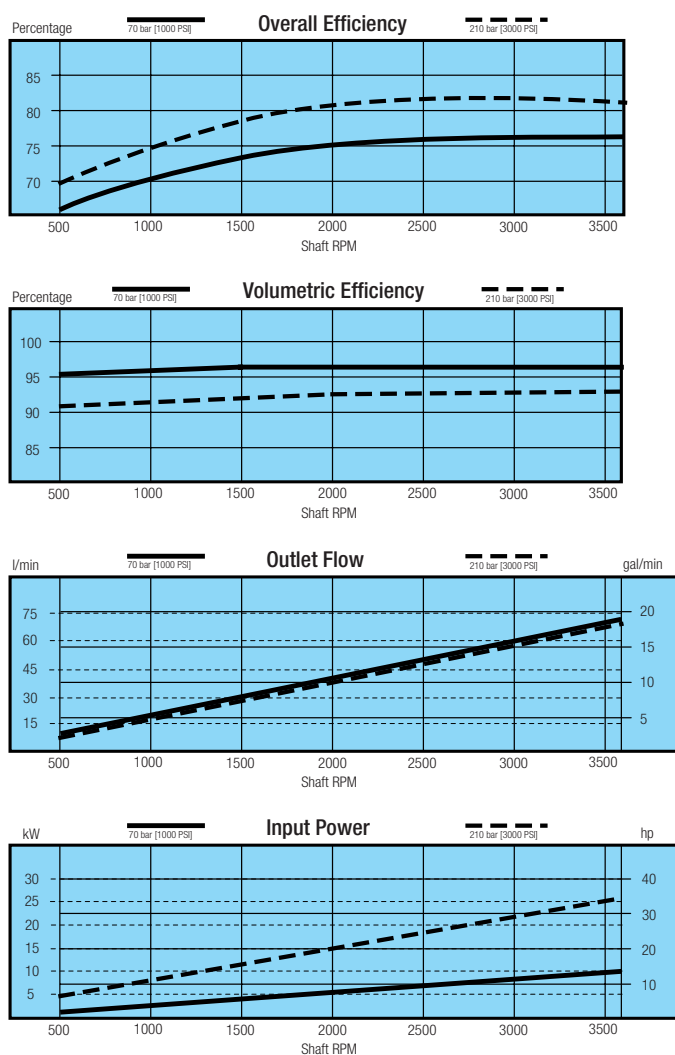 Overall Efficiency
Percentage
70 bar [1000 PSI]
210 bar [3000 PSI]
85
80
75
70
500 1000 1500 2000 2500 3000 3500
Shaft RPM
Volumetric Efficiency
Percentage
70 bar [1000 PSI]
210 bar [3000 PSI]
100
95
90
85
500 1000 1500 2000 2500 3000 3500
Shaft RPM
Outlet Flow
l/min
70 bar [1000 PSI]
210 bar [3000 PSI]
gal/min
75 20
60 15
45 10
30
15 5
500 1000 1500 2000 2500 3000 3500
Shaft RPM
Input Power
kW
70 bar [1000 PSI]
210 bar [3000 PSI]
hp
30 40
25 30
20
15 20
10 10
5
500 1000 1500 2000 2500 3000 3500
Shaft RPM